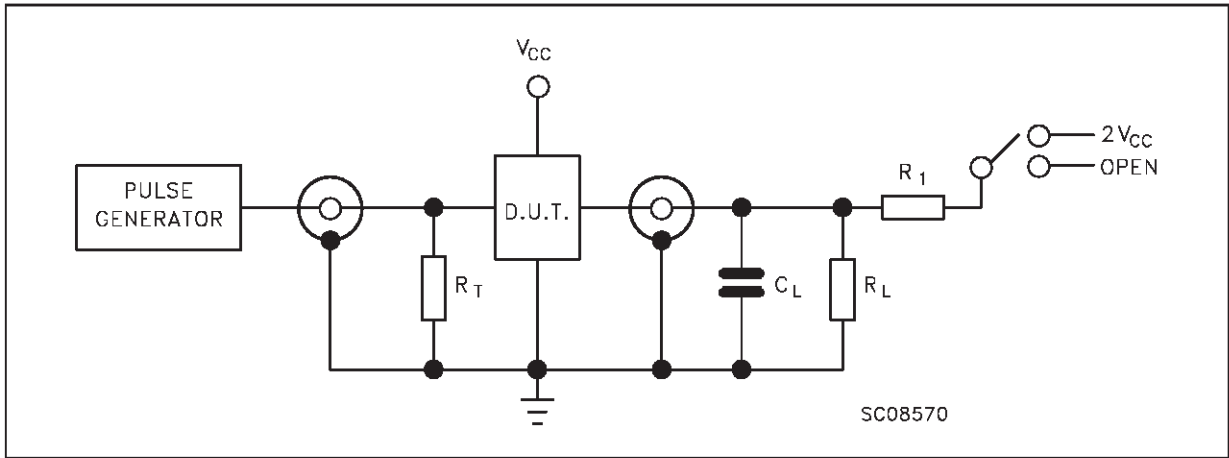 VCC
2VCC
OPEN
R1
PULSE
GENERATOR
D.U.T.
RT
CL
RL
SC08570